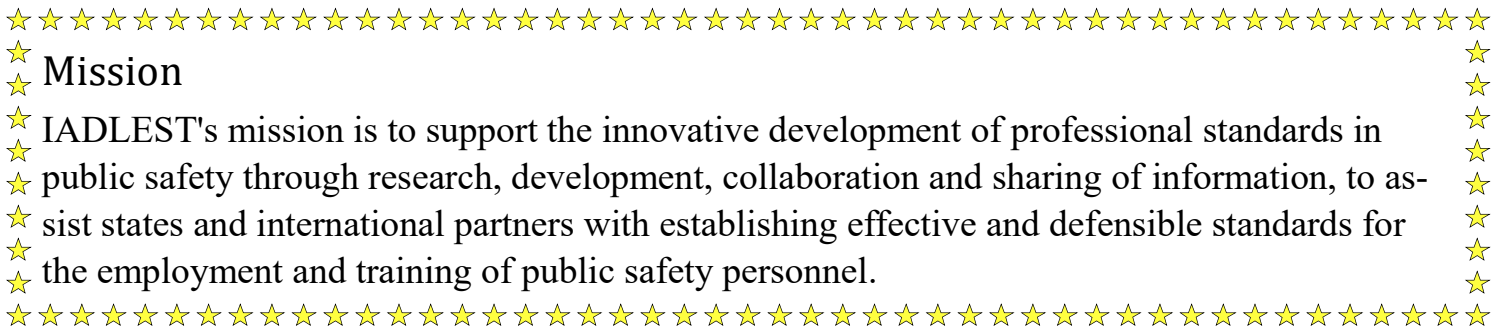 Mission
IADLEST's mission is to support the innovative development of professional standards in
public safety through research, development, collaboration and sharing of information, to as-
sist states and international partners with establishing effective and defensible standards for
the employment and training of public safety personnel.